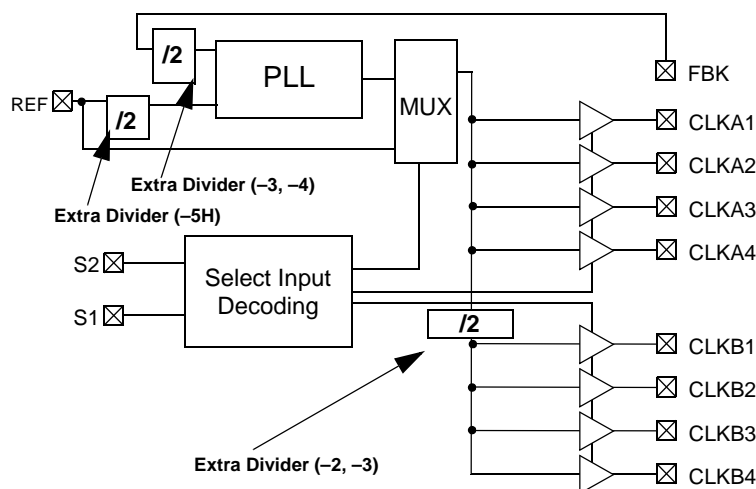 /2
PLL
MUX
FBK
REF
/2
CLKA1
CLKA2
Extra Divider (–3, –4)
CLKA3
Extra Divider (–5H)
CLKA4
S2
Select Input
Decoding
S1
/2
CLKB1
CLKB2
CLKB3
Extra Divider (–2, –3)
CLKB4